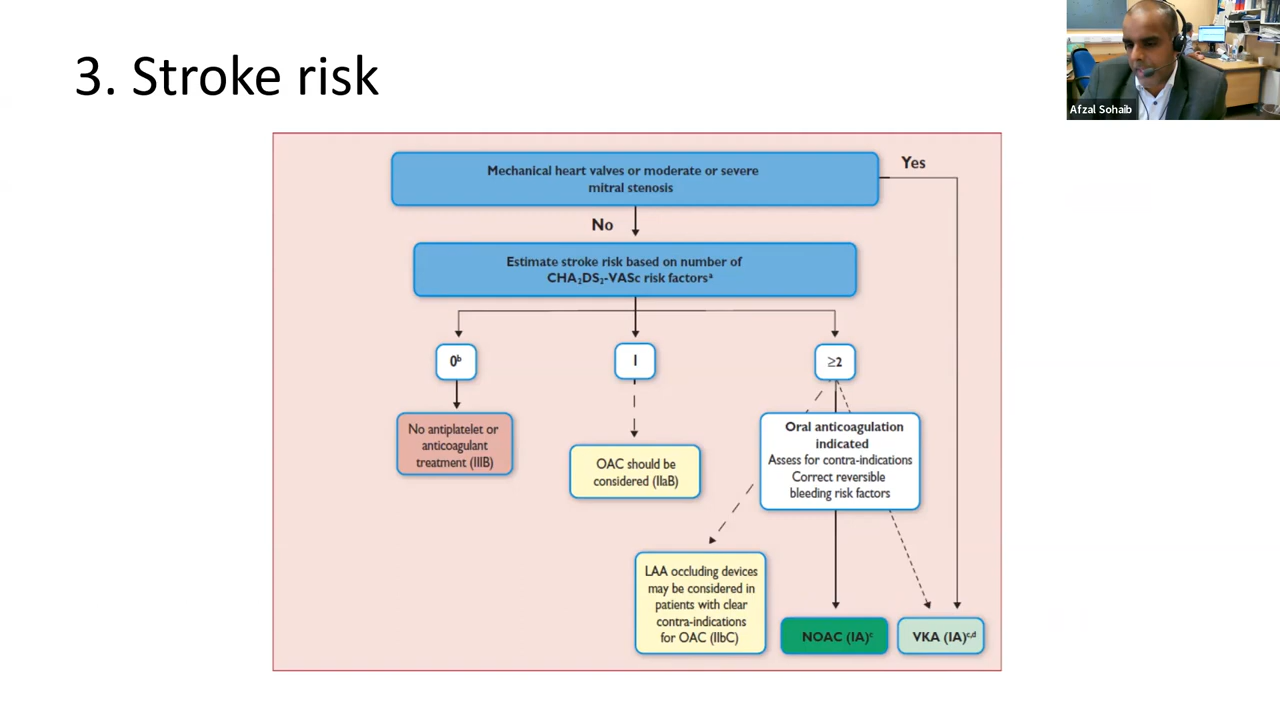 3. Stroke risk
Afzal Sohaib
Mechanical heart valves or moderate or severe
mitral stenosis
Yes
No
Estimate stroke risk based on number of
CHA₂DS₂-VASc risk factorsᵃ
0ᵇ
1
≥2
No antiplatelet or
anticoagulant
treatment (IIIB)
OAC should be
considered (IIaB)
Oral anticoagulation
indicated
Assess for contra-indications
Correct reversible
bleeding risk factors
LAA occluding devices
may be considered in
patients with clear
contra-indications
for OAC (IIbC)
NOAC (IA)ᶜ
VKA (IA)ᶜ,ᵈ